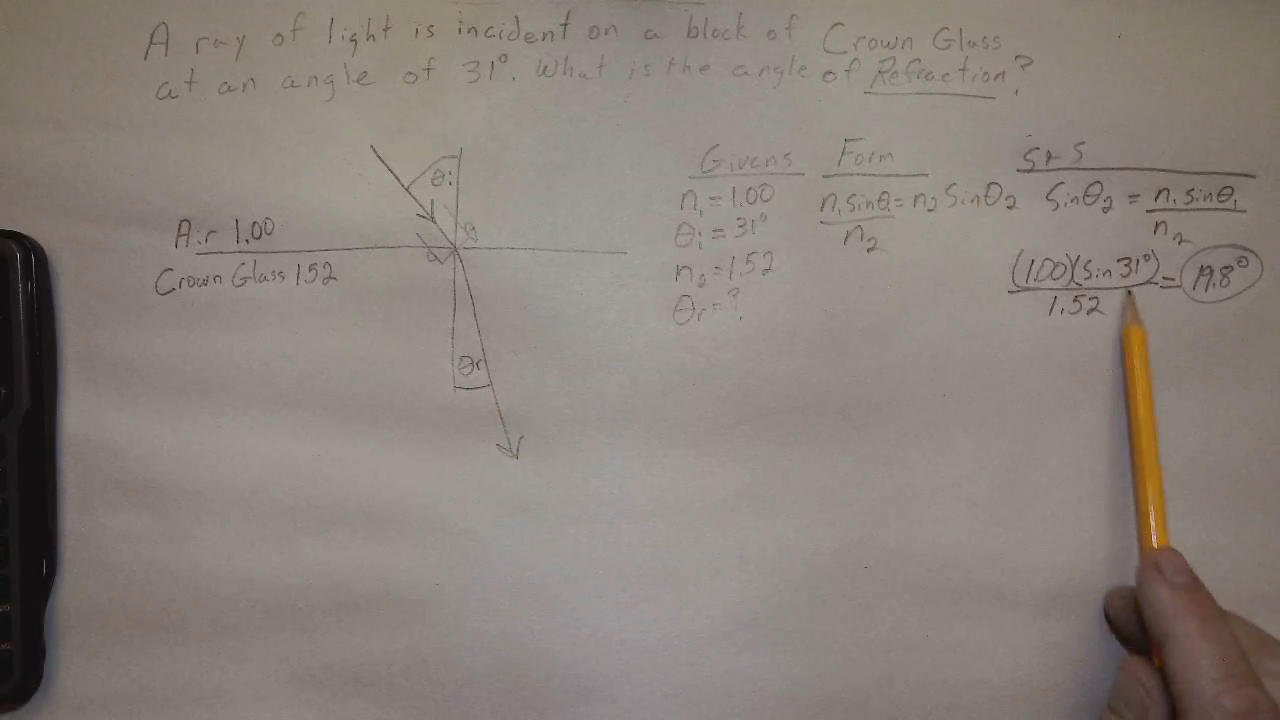 A ray of light is incident on a block of Crown Glass
at an angle of 31°. What is the angle of Refraction?
θi
Air 1.00
Crown Glass 1.52
θr
Givens
n₁ = 1.00
θi = 31°
n₂ = 1.52
θr = ?
Form
n₁ sinθ₁ = n₂ Sinθ₂
n₂
S+S
Sinθ₂ = n₁ sinθ₁
n₂
(1.00)(Sin 31°) = 19.8°
1.52